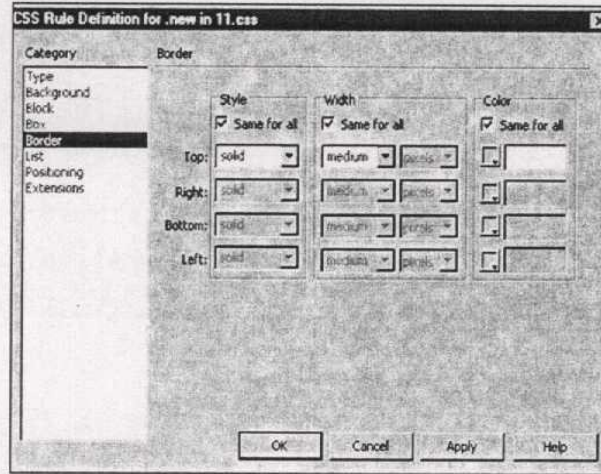 CSS Rule Definition for .new in 11.css
Category
Border
Type
Background
Block
Box
Border
List
Positioning
Extensions
Style
Width
Color
Same for all
Same for all
Same for all
Top: solid medium pixels
Right: solid medium pixels
Bottom: solid medium pixels
Left: solid medium pixels
OK
Cancel
Apply
Help